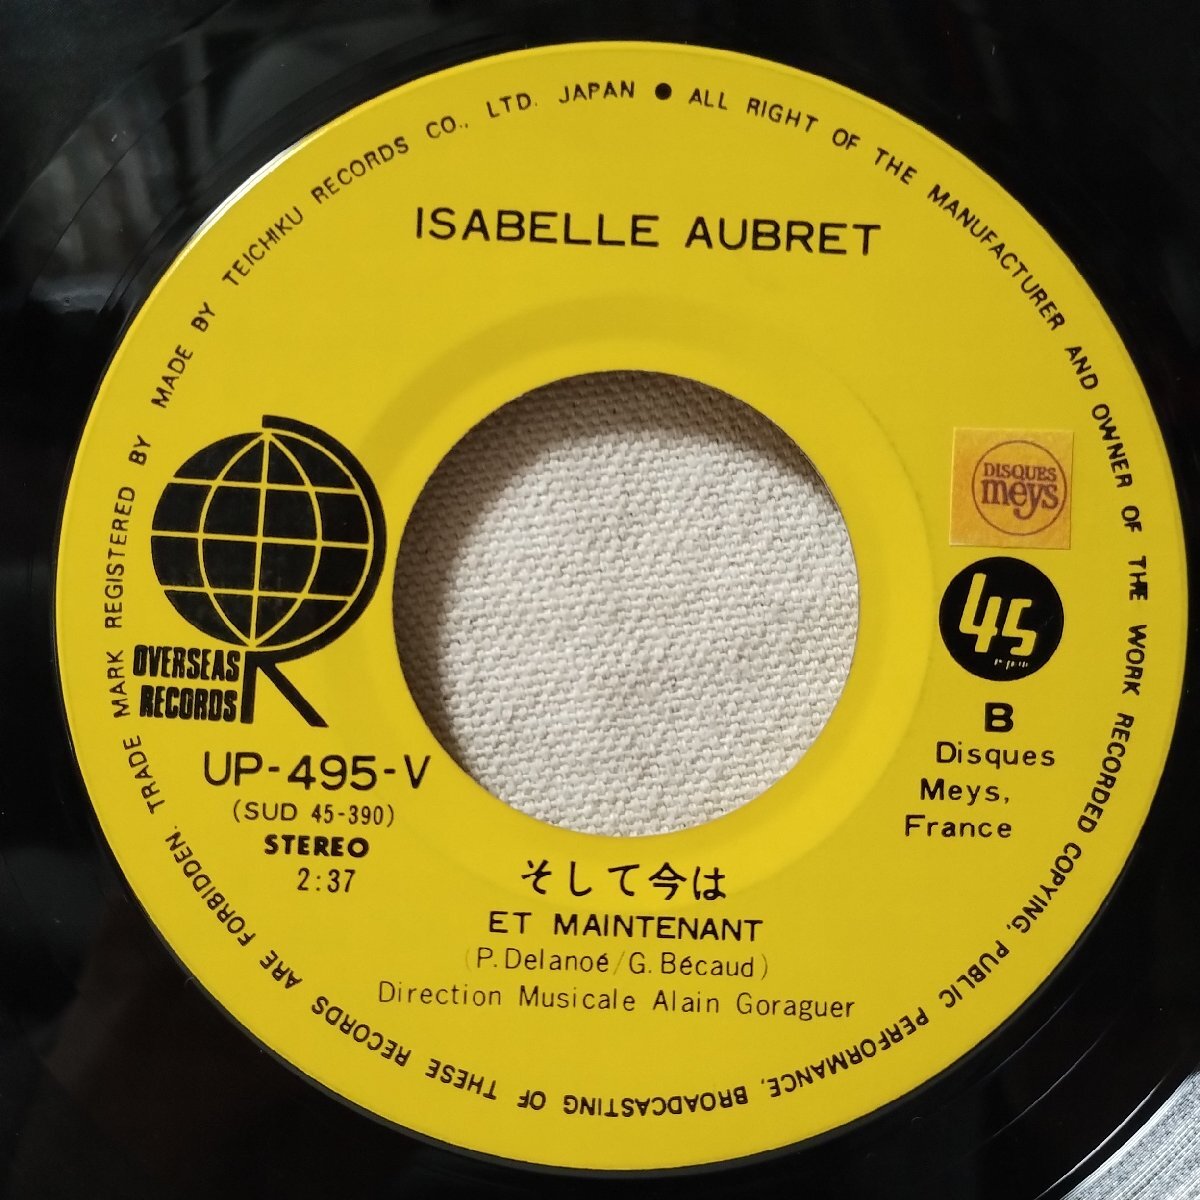 TRADE MARK REGISTERED BY MADE BY TEICHIKU RECORDS CO., LTD. JAPAN ● ALL RIGHT OF THE MANUFACTURER AND OWNER OF THE WORK RECORDED COPYING, PUBLIC PERFORMANCE, BROADCASTING OF THESE RECORDS ARE FORBIDDEN.
ISABELLE AUBRET
DISQUES
meys
45
rpm
OVERSEAS
RECORDS
B
Disques
Meys,
France
UP-495-V
(SUD 45-390)
STEREO
2:37
そして今は
ET MAINTENANT
(P. Delanoé/G. Bécaud)
Direction Musicale Alain Goraguer